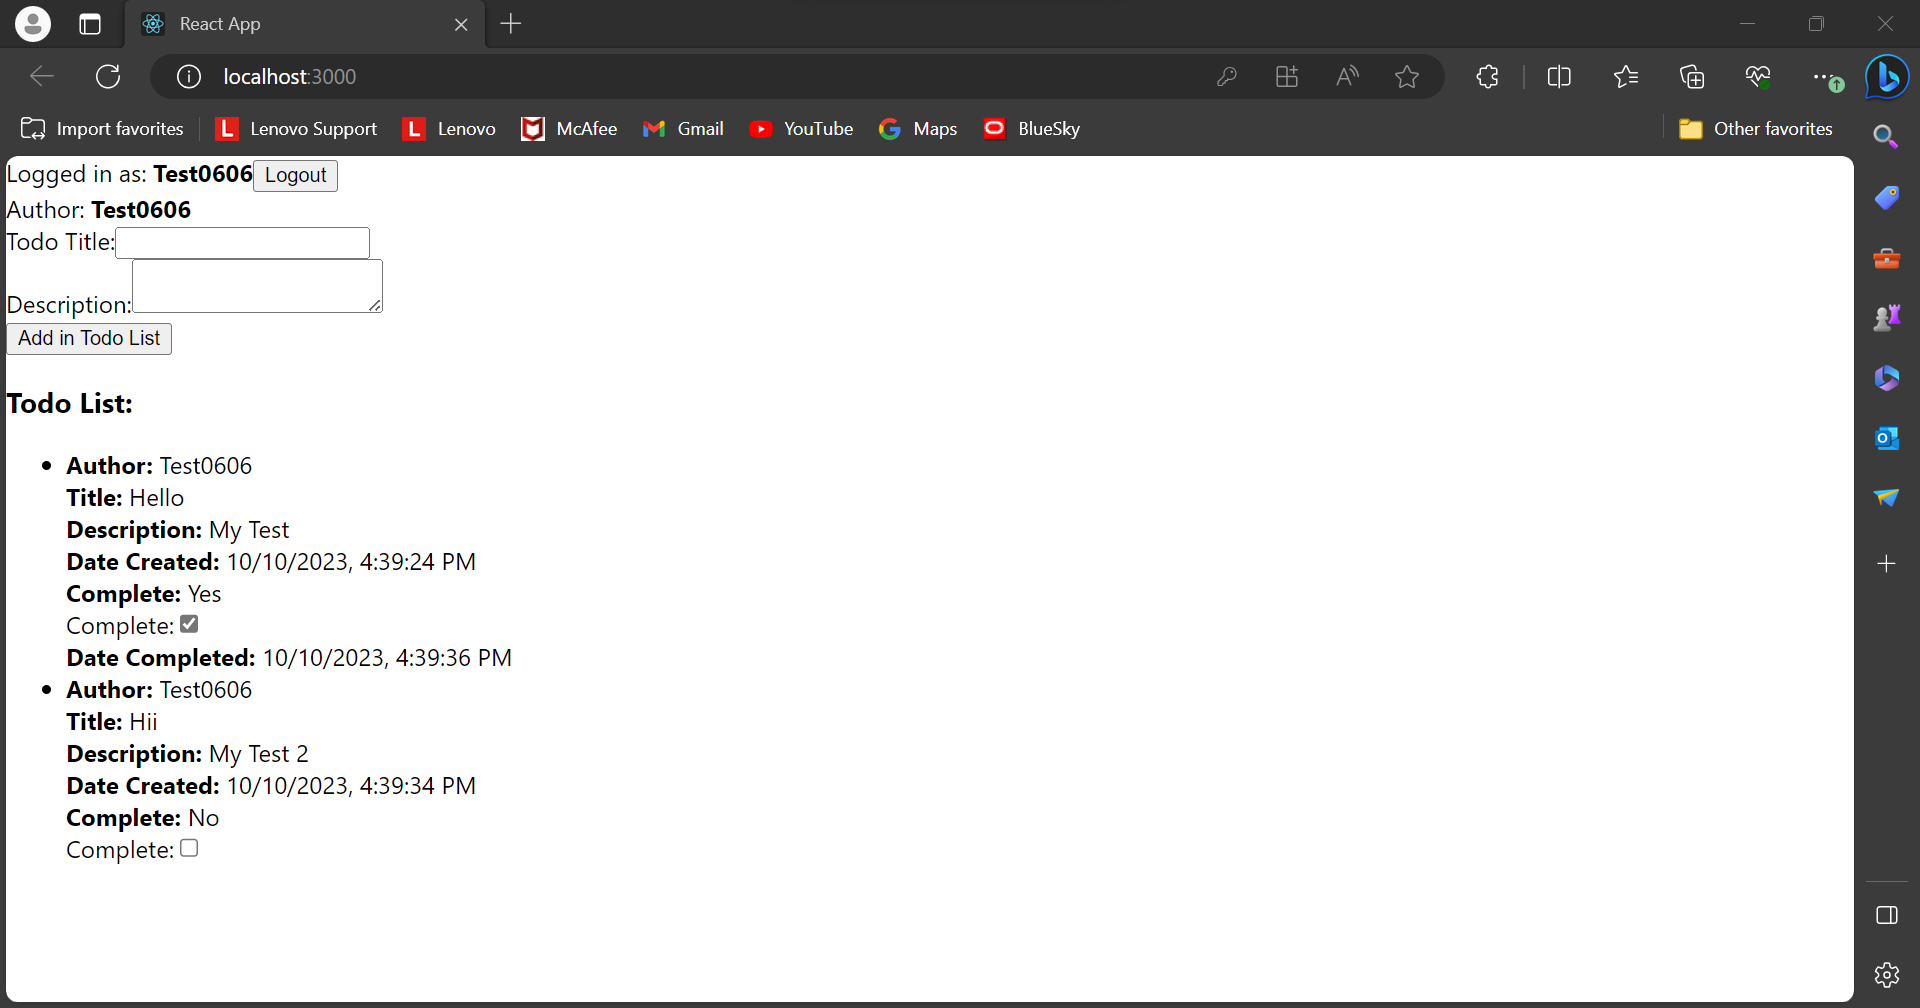 React App
localhost:3000
Import favorites Lenovo Support Lenovo McAfee Gmail YouTube Maps BlueSky Other favorites
Logged in as: Test0606 Logout
Author: Test0606
Todo Title:
Description:
Add in Todo List
Todo List:
Author: Test0606
Title: Hello
Description: My Test
Date Created: 10/10/2023, 4:39:24 PM
Complete: Yes
Complete:
Date Completed: 10/10/2023, 4:39:36 PM
Author: Test0606
Title: Hii
Description: My Test 2
Date Created: 10/10/2023, 4:39:34 PM
Complete: No
Complete: